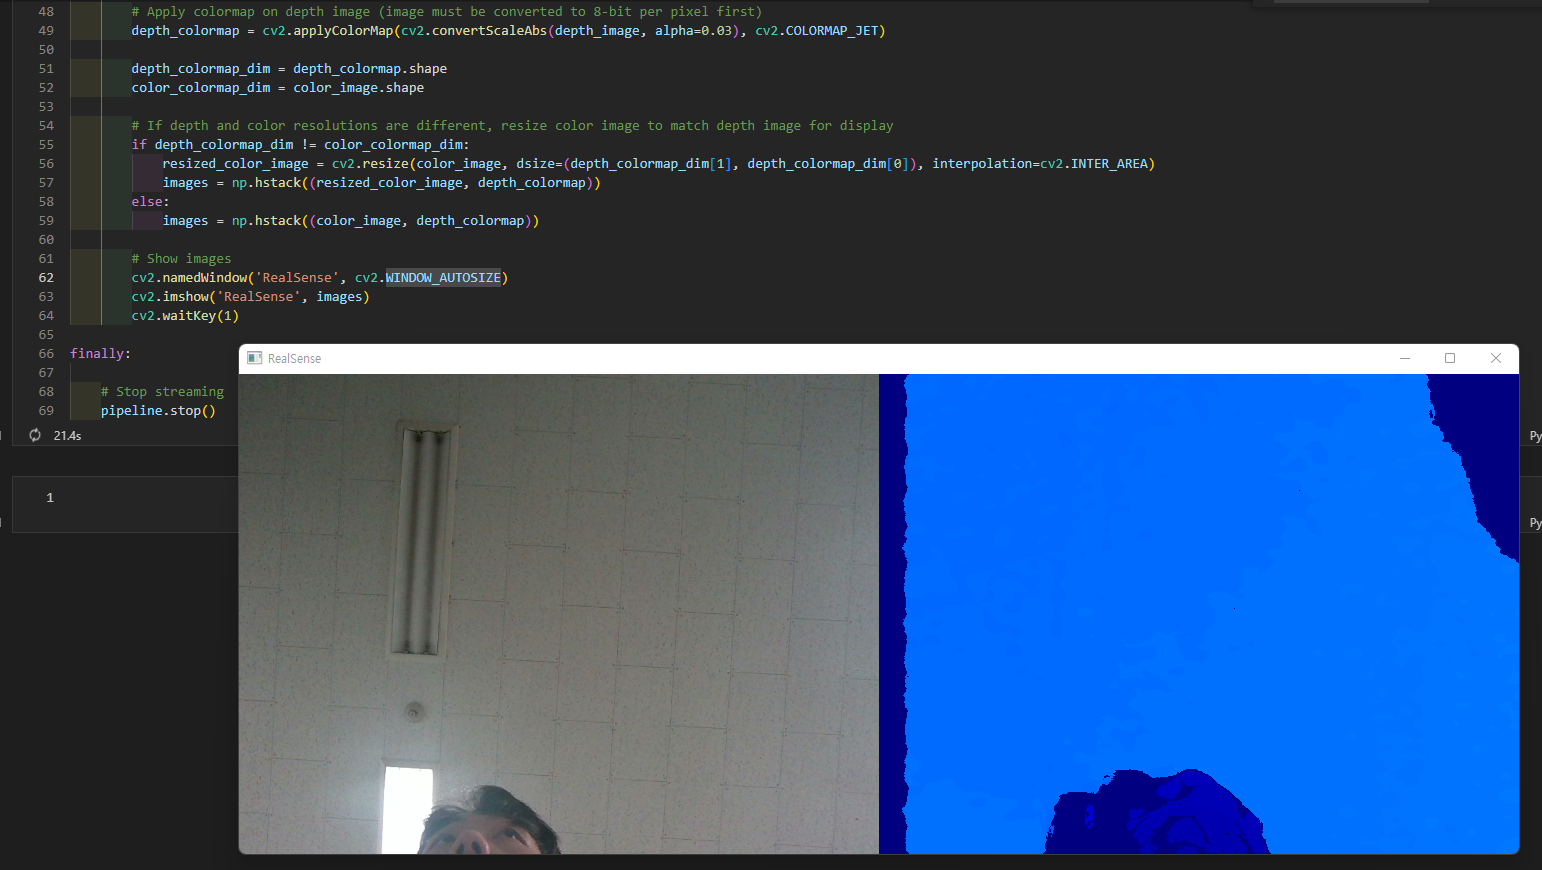 48 # Apply colormap on depth image (image must be converted to 8-bit per pixel first)
49 depth_colormap = cv2.applyColorMap(cv2.convertScaleAbs(depth_image, alpha=0.03), cv2.COLORMAP_JET)
50
51 depth_colormap_dim = depth_colormap.shape
52 color_colormap_dim = color_image.shape
53
54 # If depth and color resolutions are different, resize color image to match depth image for display
55 if depth_colormap_dim != color_colormap_dim:
56 resized_color_image = cv2.resize(color_image, dsize=(depth_colormap_dim[1], depth_colormap_dim[0]), interpolation=cv2.INTER_AREA)
57 images = np.hstack((resized_color_image, depth_colormap))
58 else:
59 images = np.hstack((color_image, depth_colormap))
60
61 # Show images
62 cv2.namedWindow('RealSense', cv2.WINDOW_AUTOSIZE)
63 cv2.imshow('RealSense', images)
64 cv2.waitKey(1)
65
66 finally:
67
68 # Stop streaming
69 pipeline.stop()
RealSense
21.4s
Py
1
Py